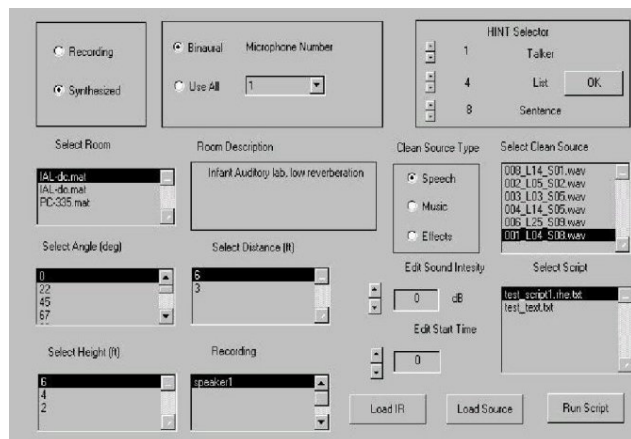 HINT Selector
Recording
Binaural Microphone Number
1 Talker
Synthesized
Use All 1
4 List OK
8 Sentence
Select Room
Room Description
Clean Source Type
Select Clean Source
IAL-dc.mat
IAL-do.mat
PC-335.mat
Infant Auditory lab, low reverberation
Speech
Music
Effects
008_L14_S01.wav
002_L05_S02.wav
003_L03_S05.wav
004_L14_S05.wav
006_L25_S09.wav
001_L04_S08.wav
Select Angle (deg)
Select Distance (ft)
Edit Sound Intesity
Select Script
0
22
45
67
6
3
0 dB
test_script1.rhe.txt
test_text.txt
Edit Start Time
0
Select Height (ft)
Recording
6
4
2
speaker1
Load IR
Load Source
Run Script